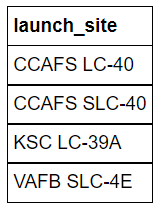 launch_site
CCAFS LC-40
CCAFS SLC-40
KSC LC-39A
VAFB SLC-4E